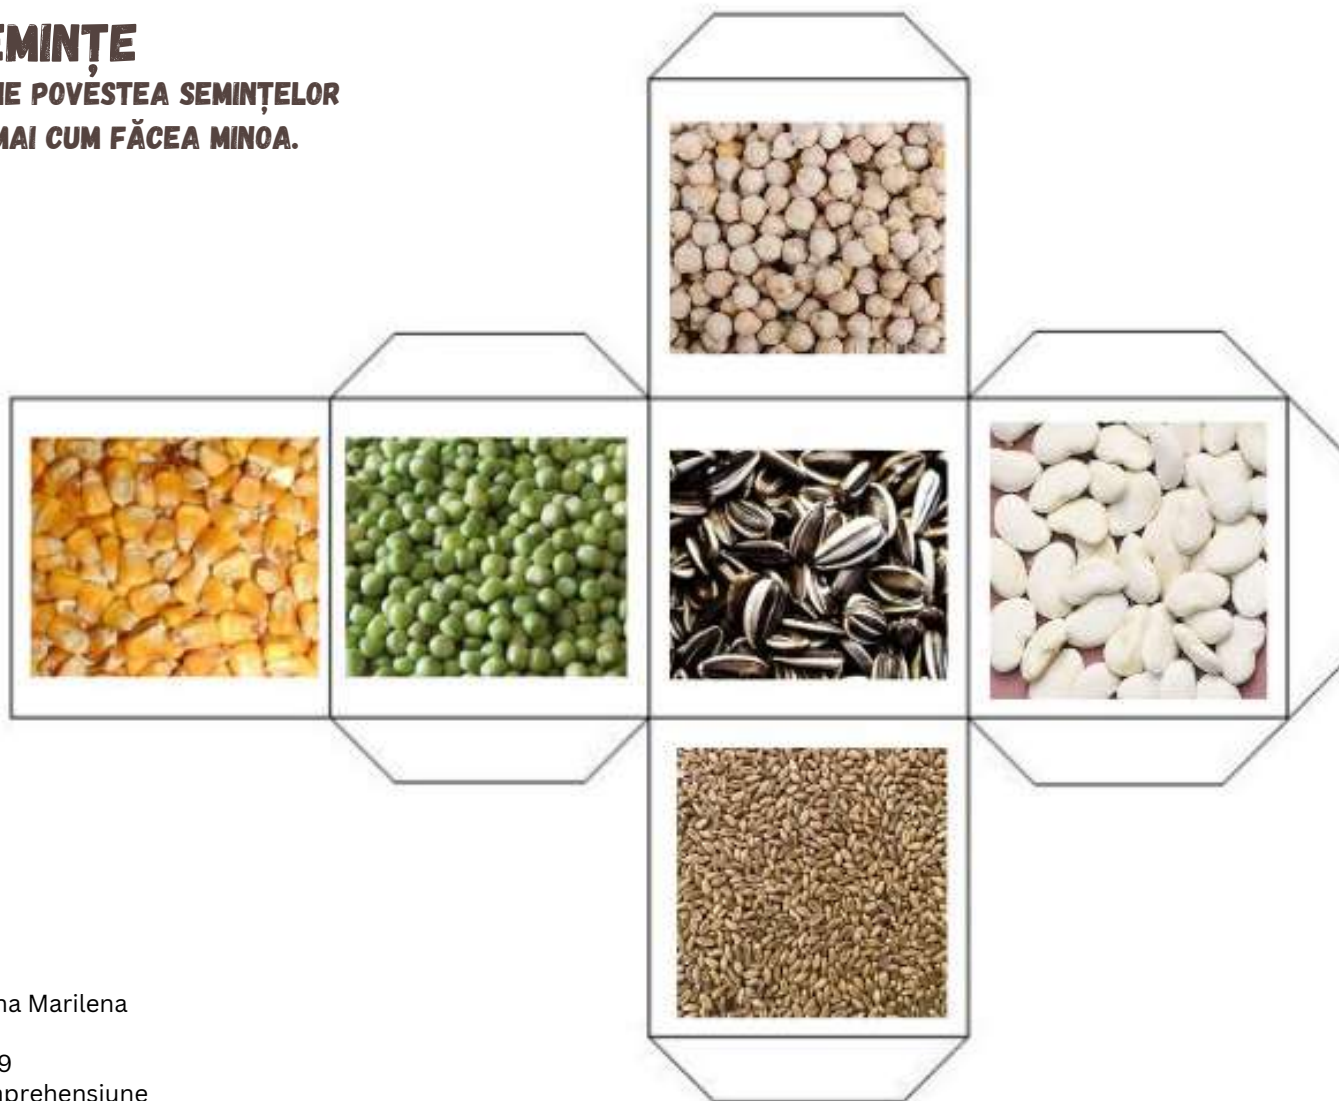 EMINȚE
IE POVESTEA SEMINȚELOR
MAI CUM FĂCEA MINOA.
na Marilena
9
nprehensiune